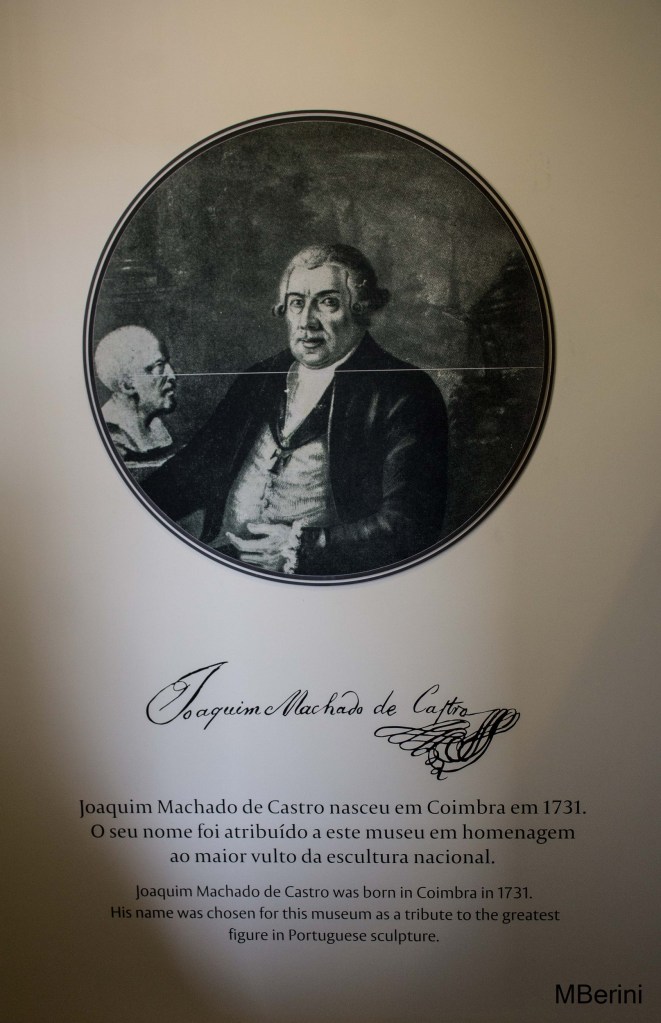 Joaquim Machado de Castro
Joaquim Machado de Castro nasceu em Coimbra em 1731.
O seu nome foi atribuído a este museu em homenagem
ao maior vulto da escultura nacional.
Joaquim Machado de Castro was born in Coimbra in 1731.
His name was chosen for this museum as a tribute to the greatest
figure in Portuguese sculpture.
MBerini